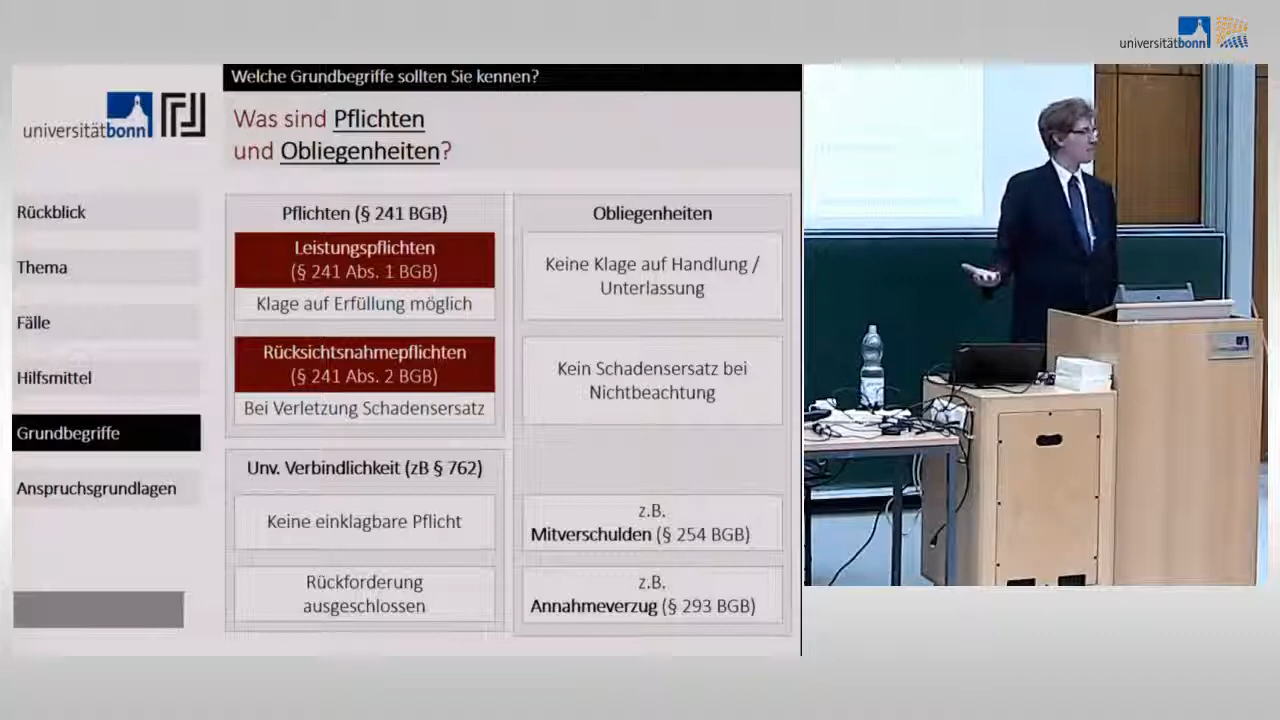 universitätbonn
Welche Grundbegriffe sollten Sie kennen?
universitätbonn
Was sind Pflichten
und Obliegenheiten?
Rückblick
Thema
Fälle
Hilfsmittel
Grundbegriffe
Anspruchsgrundlagen
Pflichten (§ 241 BGB)
Leistungspflichten
(§ 241 Abs. 1 BGB)
Klage auf Erfüllung möglich
Rücksichtsnahmepflichten
(§ 241 Abs. 2 BGB)
Bei Verletzung Schadensersatz
Unv. Verbindlichkeit (zB § 762)
Keine einklagbare Pflicht
Rückforderung
ausgeschlossen
Obliegenheiten
Keine Klage auf Handlung /
Unterlassung
Kein Schadensersatz bei
Nichtbeachtung
z.B.
Mitverschulden (§ 254 BGB)
z.B.
Annahmeverzug (§ 293 BGB)